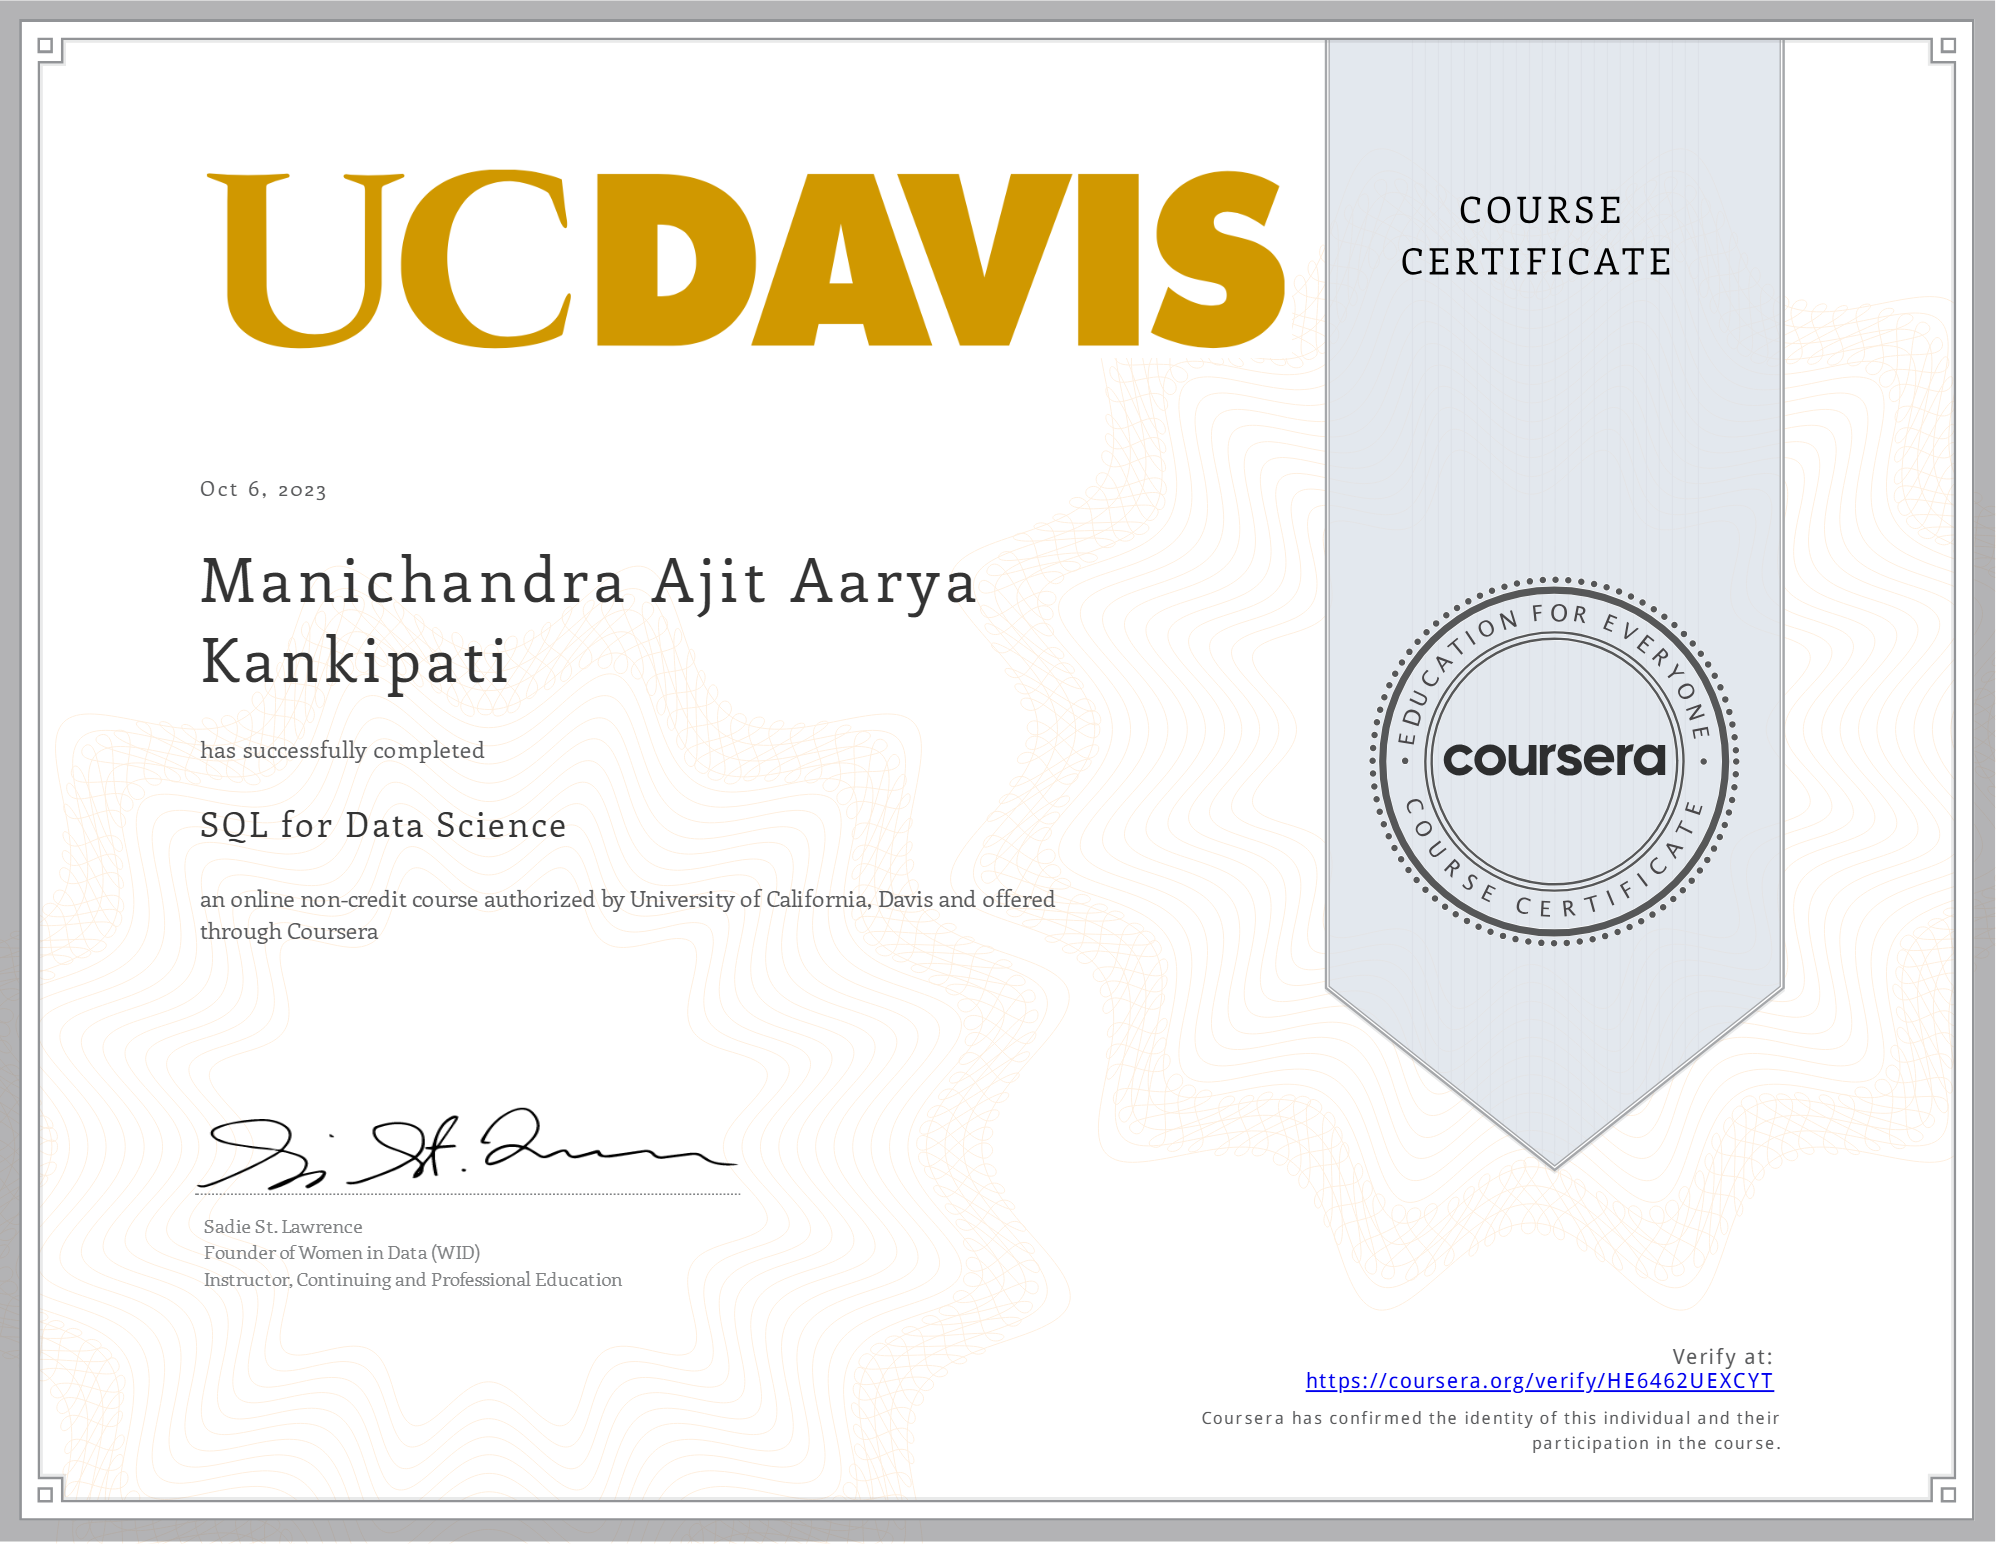 UCDAVIS
COURSE
CERTIFICATE
Oct 6, 2023
Manichandra Ajit Aarya
Kankipati
has successfully completed
SQL for Data Science
an online non-credit course authorized by University of California, Davis and offered
through Coursera
EDUCATION FOR EVERYONE
coursera
COURSE CERTIFICATE
Sadie St. Lawrence
Founder of Women in Data (WID)
Instructor, Continuing and Professional Education
Verify at:
https://coursera.org/verify/HE6462UEXCYT
Coursera has confirmed the identity of this individual and their
participation in the course.